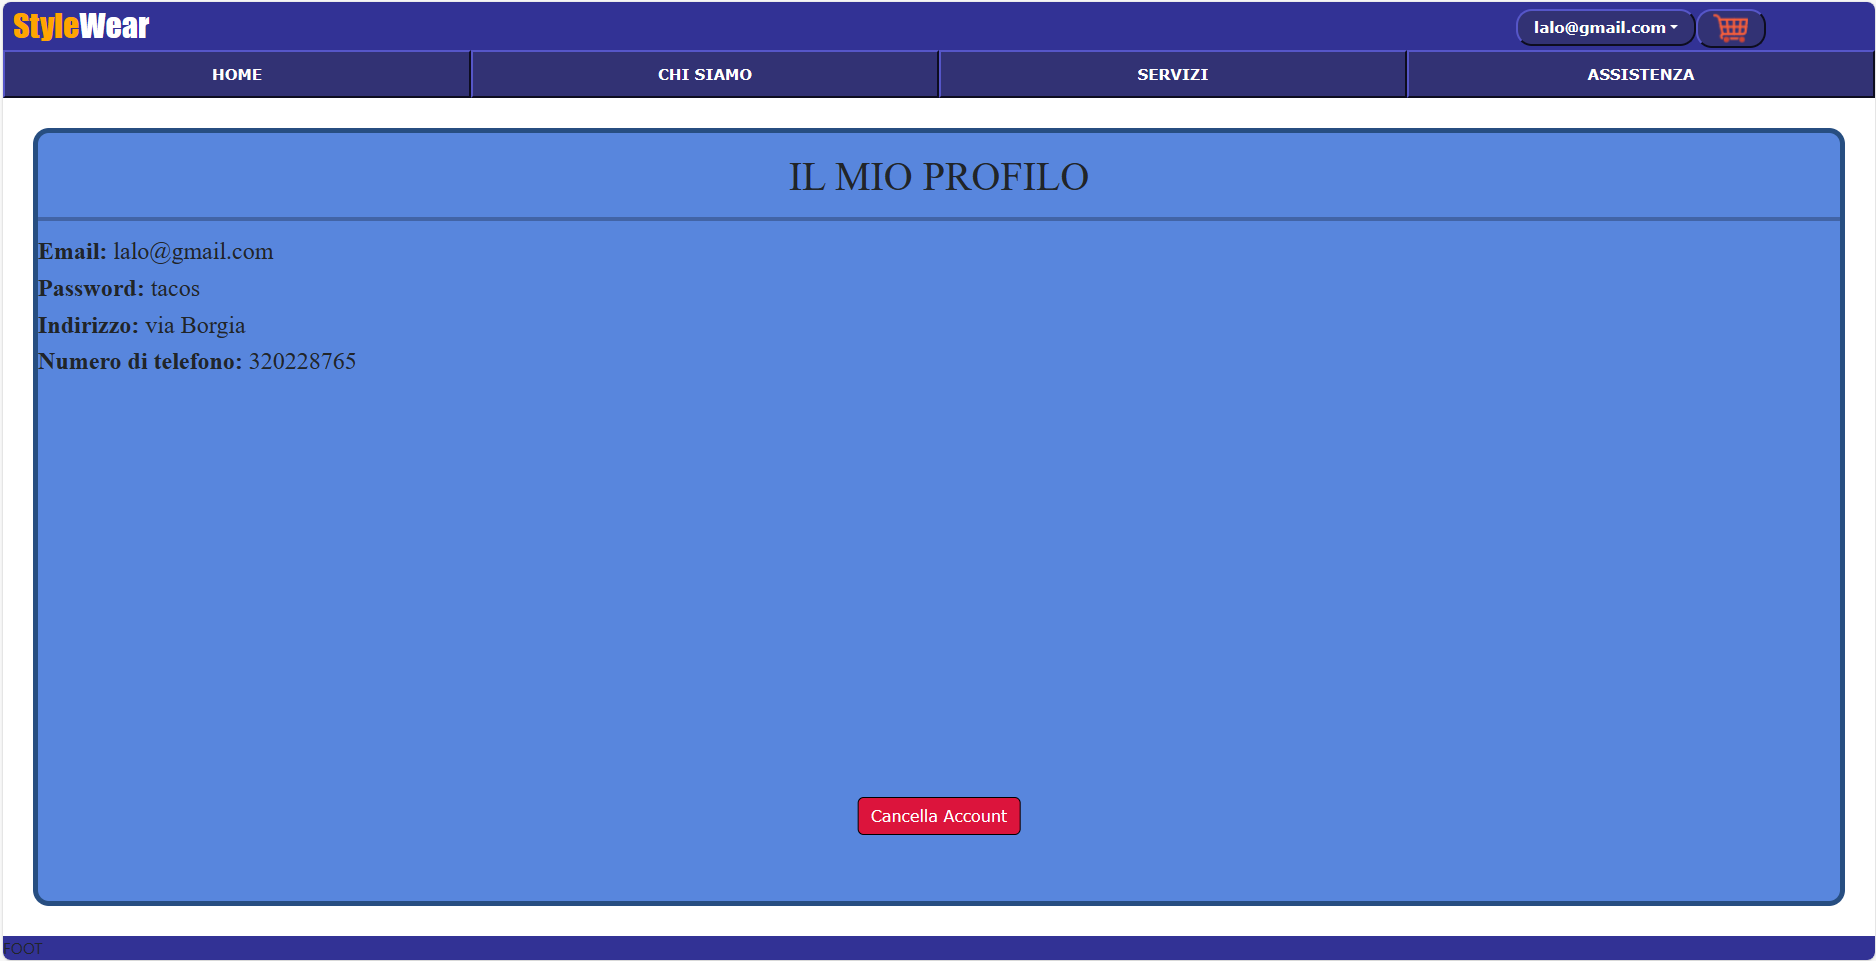 StyleWear
lalo@gmail.com
HOME
CHI SIAMO
SERVIZI
ASSISTENZA
IL MIO PROFILO
Email: lalo@gmail.com
Password: tacos
Indirizzo: via Borgia
Numero di telefono: 320228765
Cancella Account
FOOT